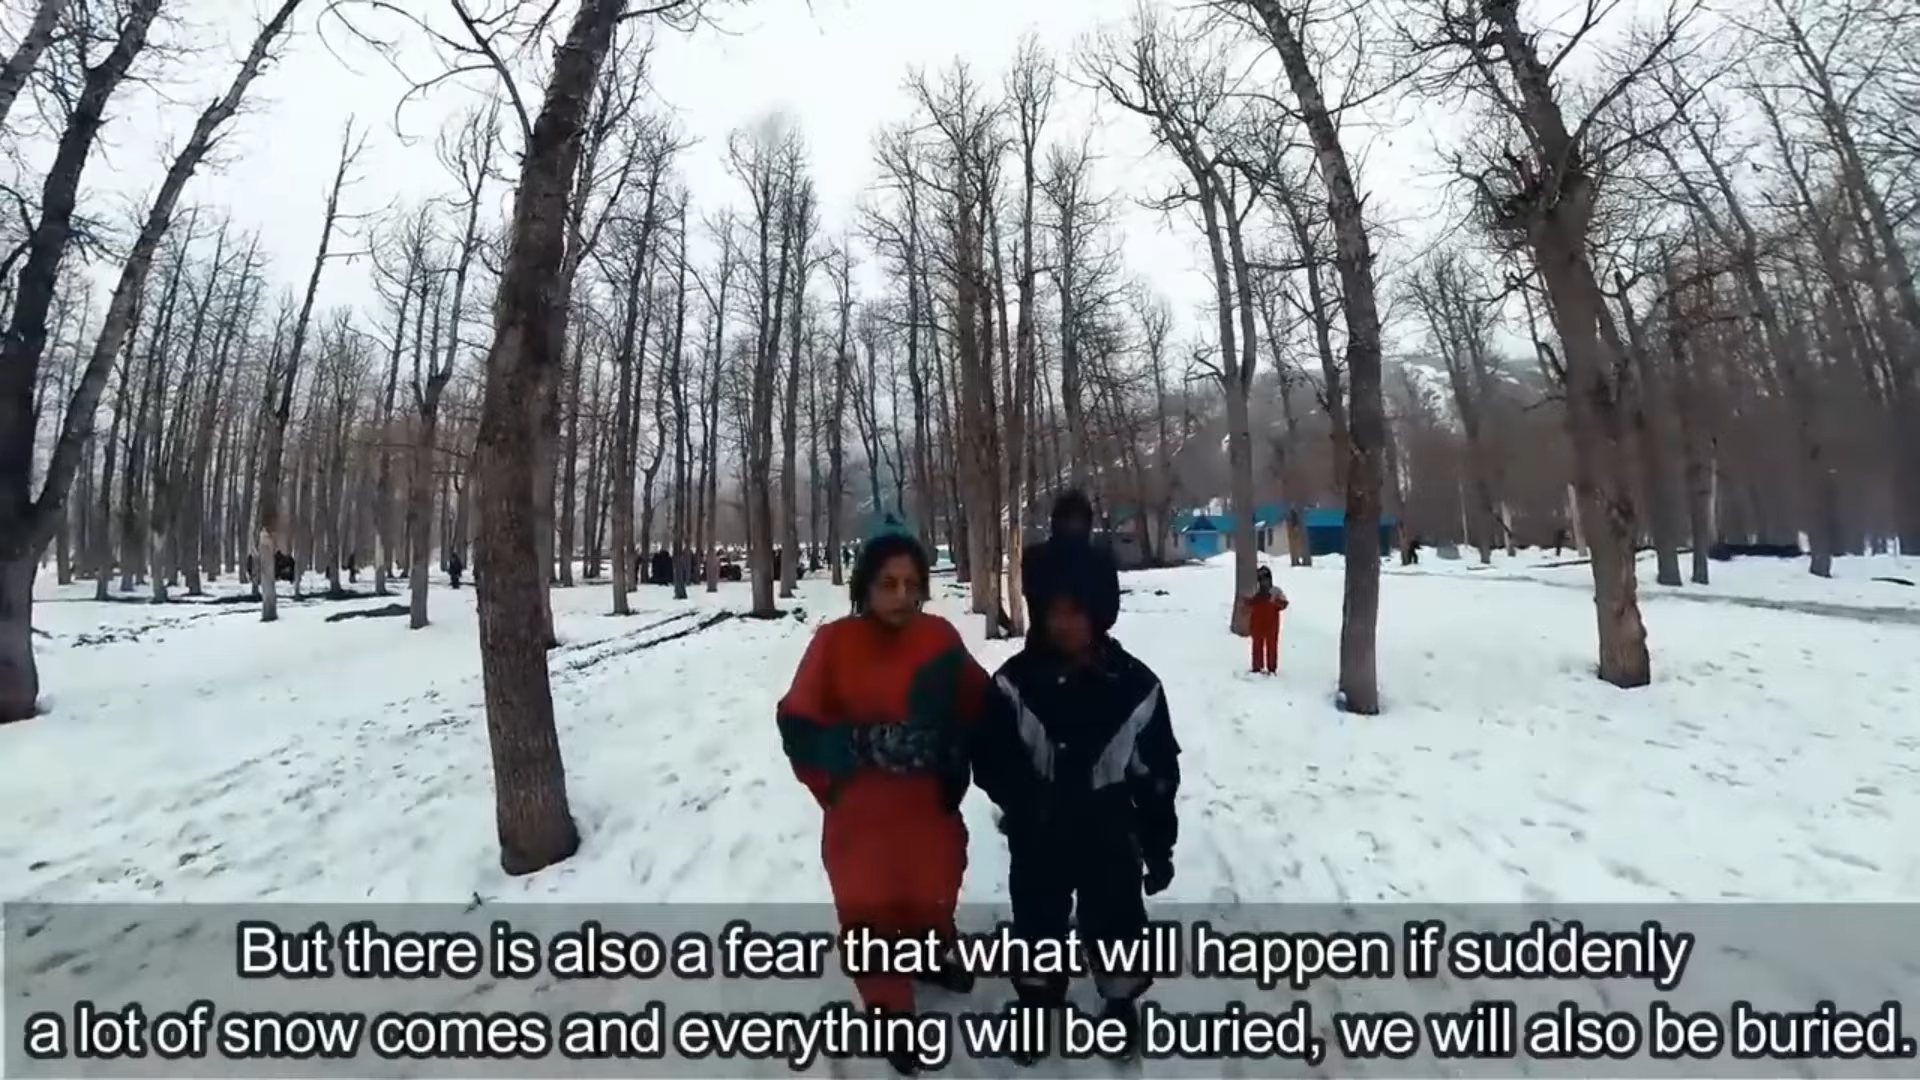 But there is also a fear that what will happen if suddenly
a lot of snow comes and everything will be buried, we will also be buried.